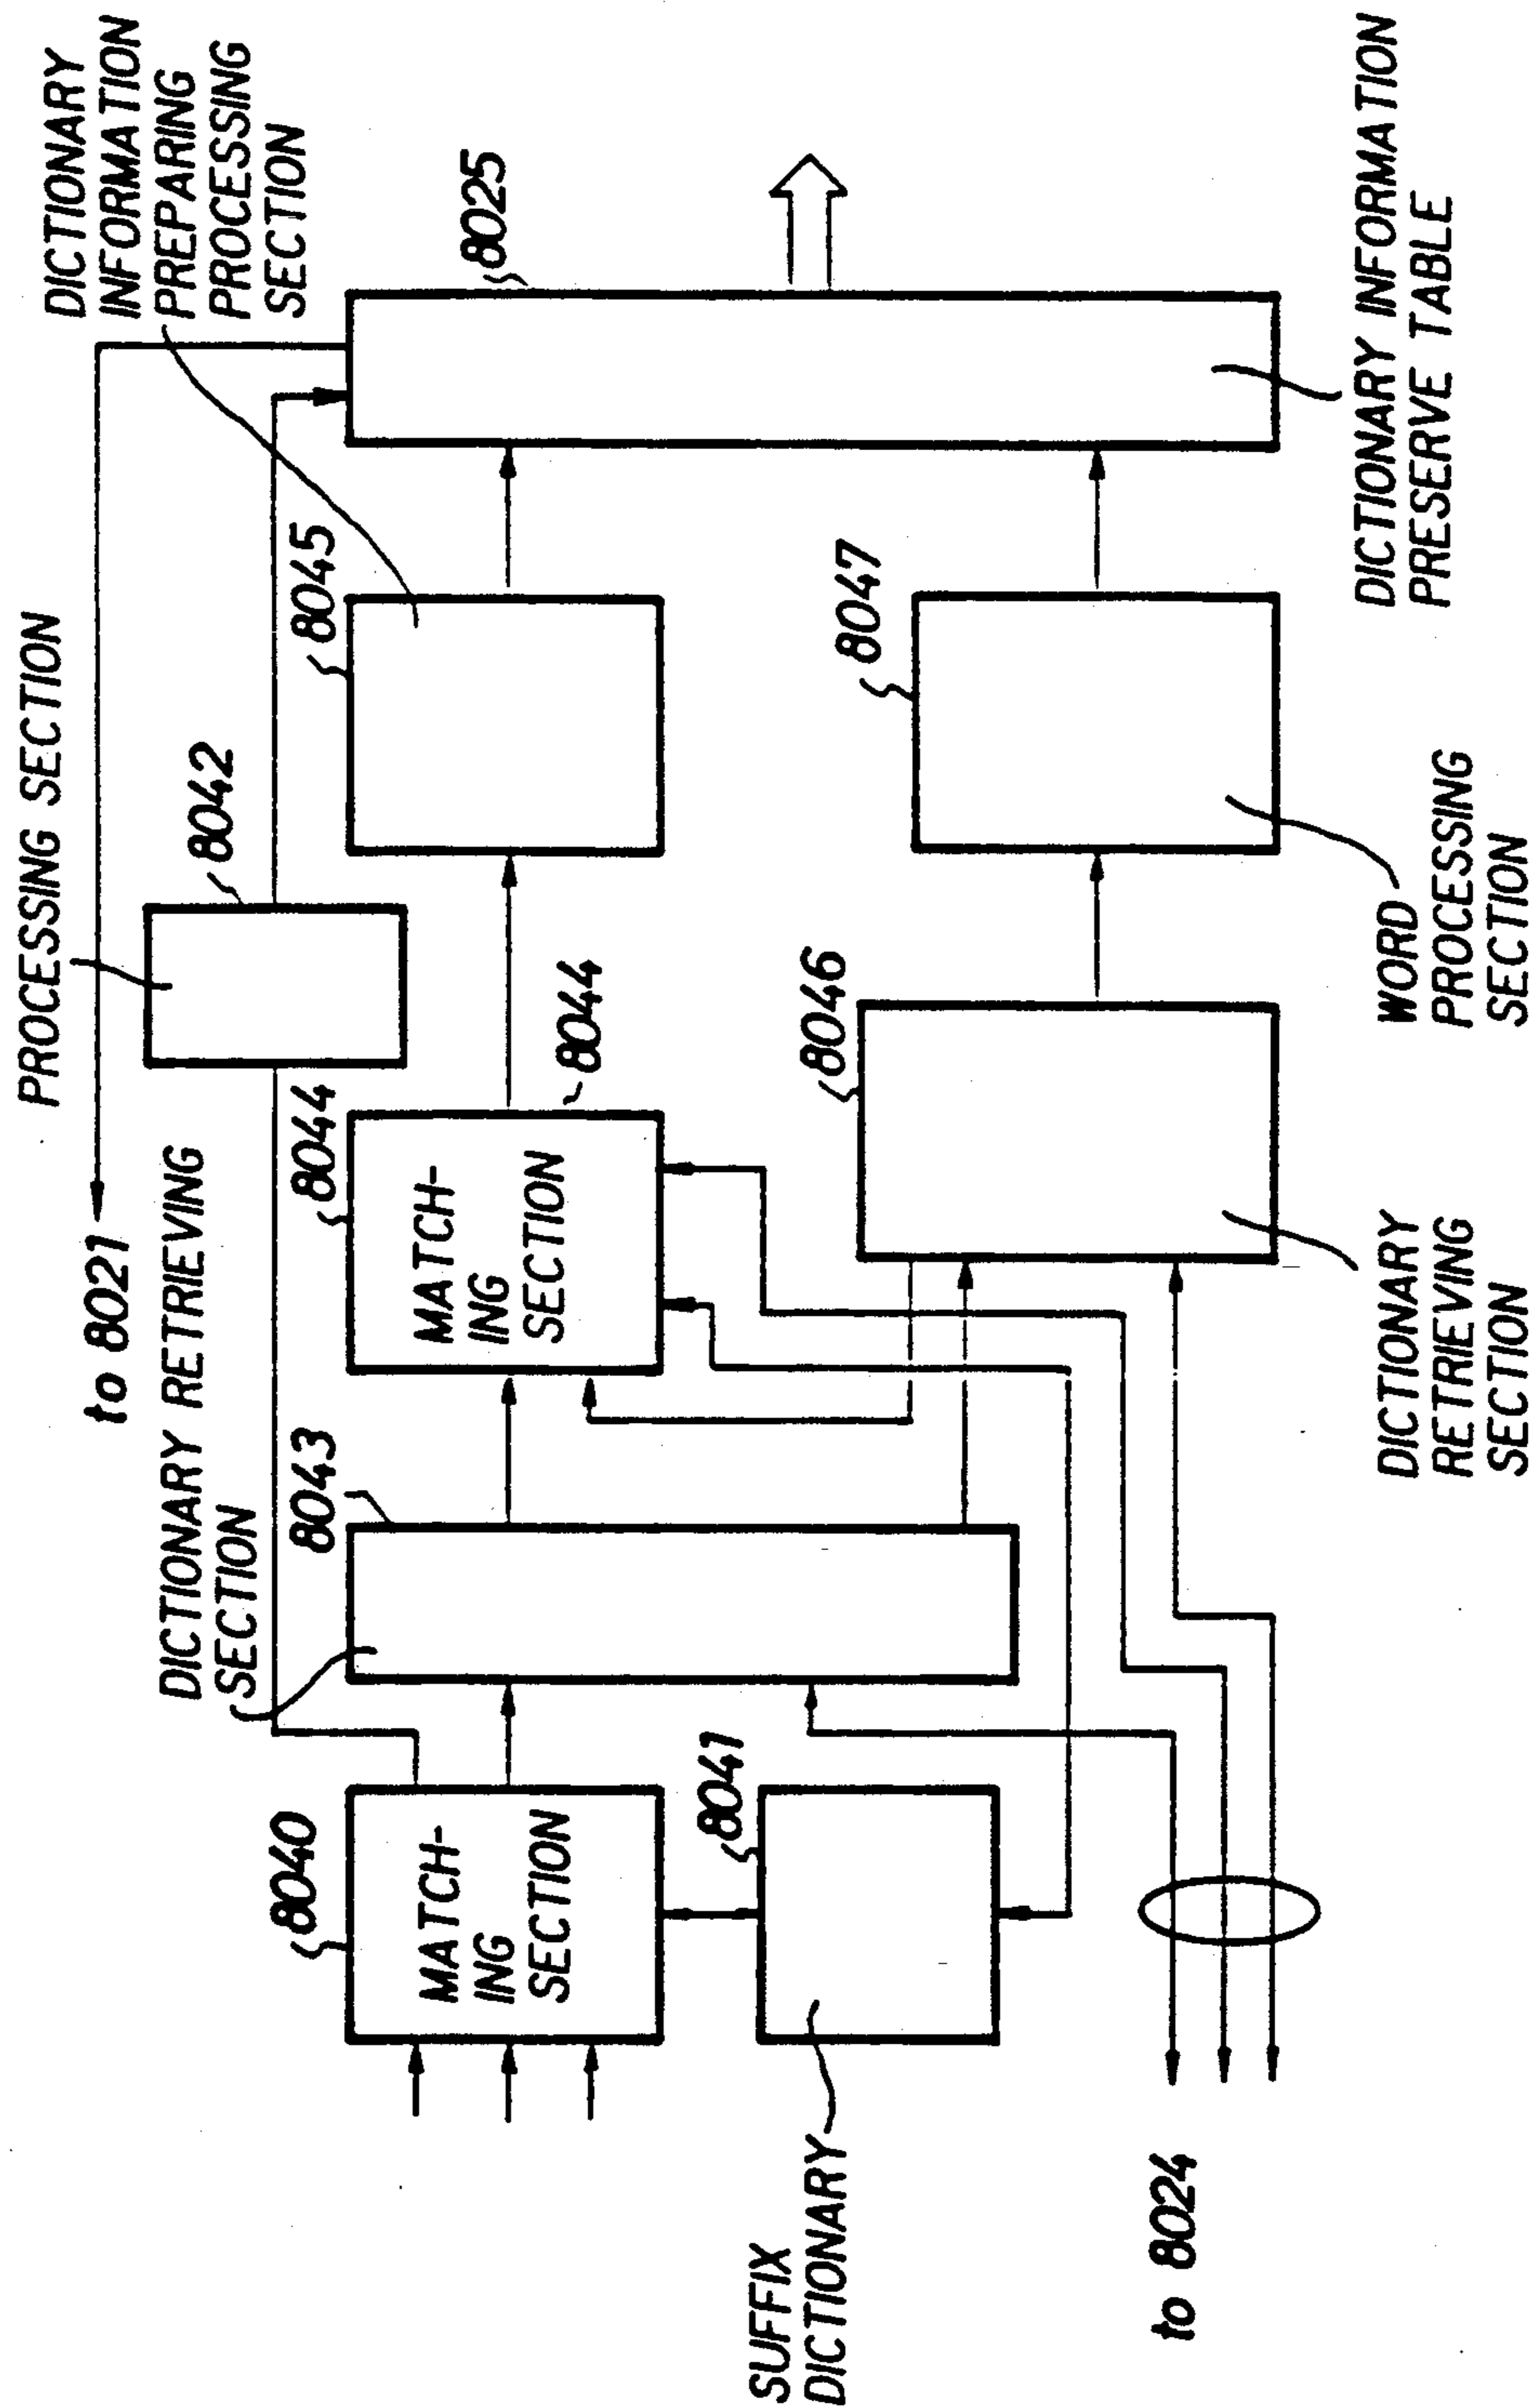 PROCESSING SECTION
DICTIONARY
INFORMATION
PREPARING
PROCESSING
SECTION
to 8021
8042
DICTIONARY RETRIEVING
SECTION
8040
8043
8044
8045
8025
MATCH-
ING
SECTION
MATCH-
ING
SECTION
8044
8041
8046
8047
SUFFIX
DICTIONARY
to 8024
DICTIONARY
RETRIEVING
SECTION
WORD
PROCESSING
SECTION
DICTIONARY INFORMATION
PRESERVE TABLE